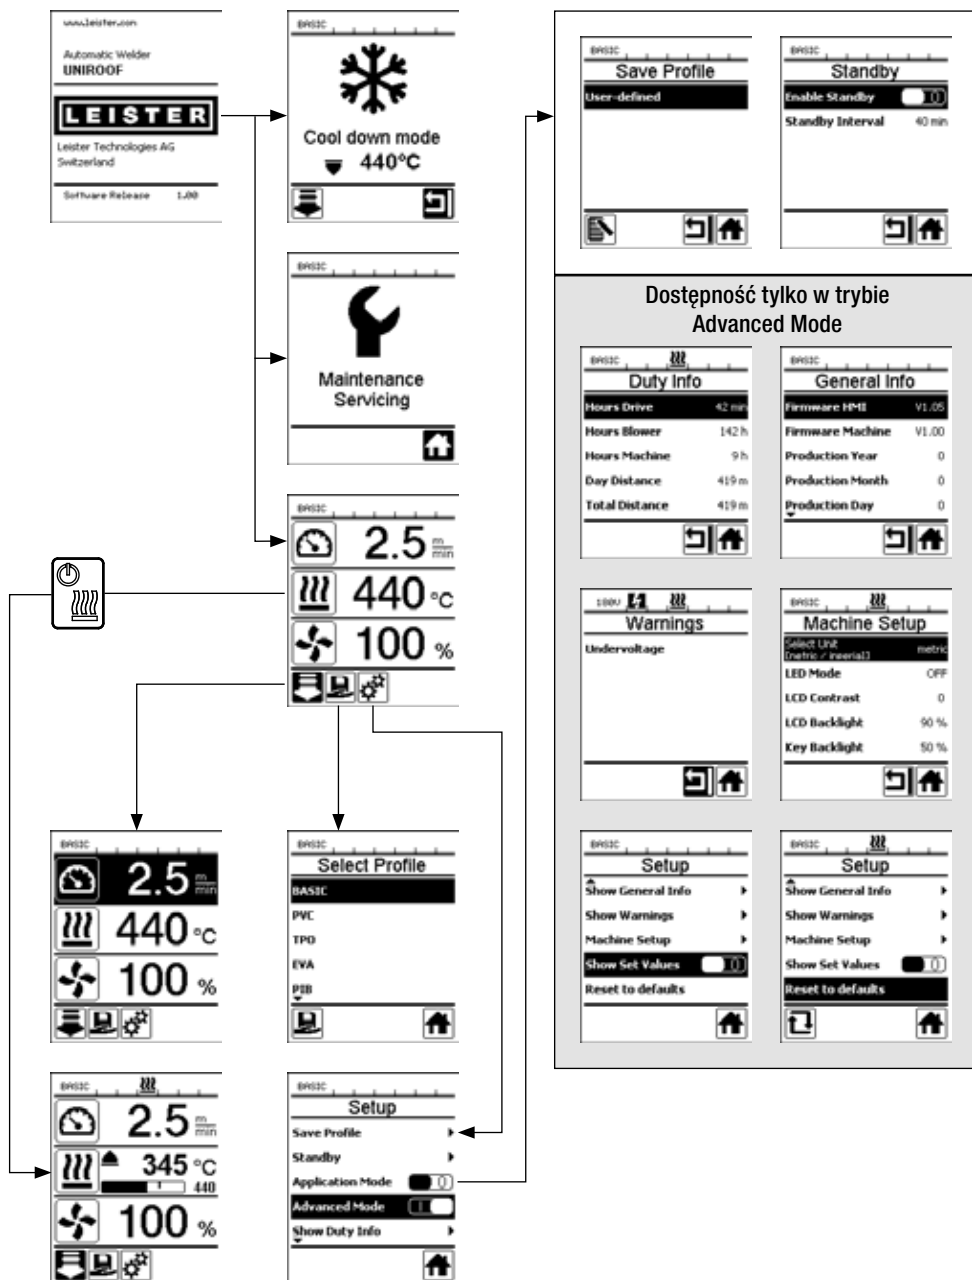 www.leister.com
Automatic Welder
UNIROOF
LEISTER
Leister Technologies AG
Switzerland
Software Release 1.00
BASIC
Cool down mode
440°C
BASIC
Maintenance
Servicing
BASIC
2.5 m/min
440 °C
100 %
BASIC
2.5 m/min
440 °C
100 %
BASIC
Select Profile
BASIC
PVC
TPO
EVA
PIB
BASIC
2.5 m/min
345 °C
440
100 %
BASIC
Setup
Save Profile
Standby
Application Mode 0
Advanced Mode I
Show Duty Info
BASIC
Save Profile
User-defined
BASIC
Standby
Enable Standby 0
Standby Interval 40 min
Dostępność tylko w trybie
Advanced Mode
BASIC
Duty Info
Hours Drive 42 min
Hours Blower 142 h
Hours Machine 9 h
Day Distance 419 m
Total Distance 419 m
BASIC
General Info
Firmware HMI V1.05
Firmware Machine V1.00
Production Year 0
Production Month 0
Production Day 0
180V
Warnings
Undervoltage
BASIC
Machine Setup
Select Unit
[metric / imperial] metric
LED Mode OFF
LCD Contrast 0
LCD Backlight 90 %
Key Backlight 50 %
BASIC
Setup
Show General Info
Show Warnings
Machine Setup
Show Set Values 0
Reset to defaults
BASIC
Setup
Show General Info
Show Warnings
Machine Setup
Show Set Values 0
Reset to defaults